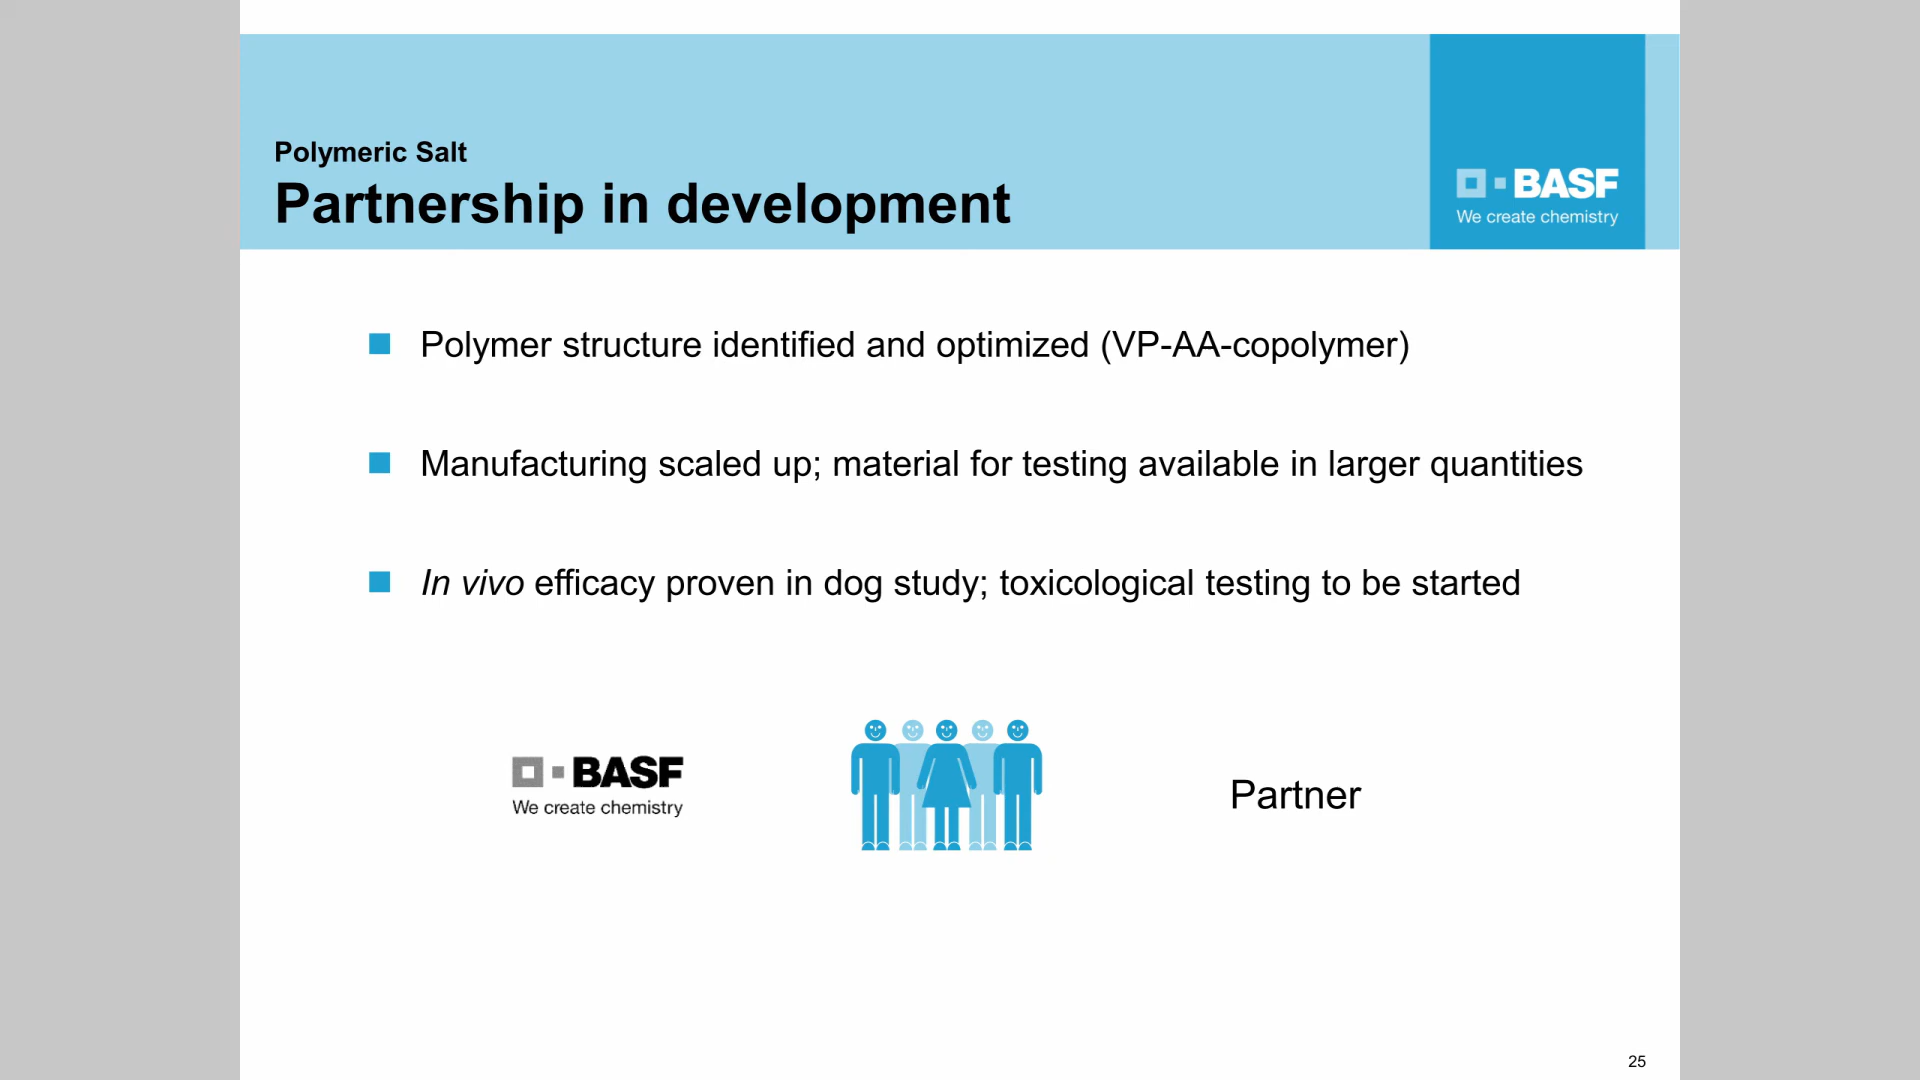 Polymeric Salt
Partnership in development
BASF
We create chemistry
Polymer structure identified and optimized (VP-AA-copolymer)
Manufacturing scaled up; material for testing available in larger quantities
In vivo efficacy proven in dog study; toxicological testing to be started
BASF
We create chemistry
Partner
25